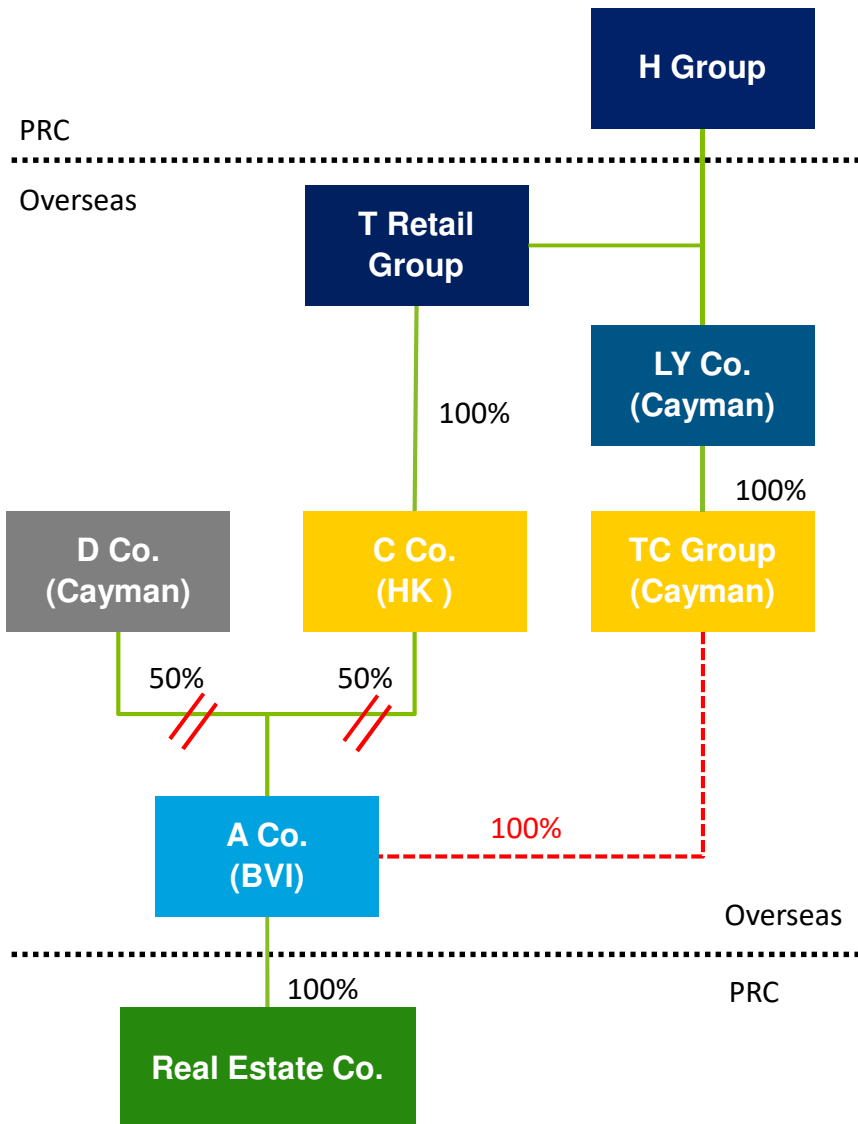 H Group
PRC
Overseas
T Retail
Group
LY Co.
(Cayman)
100%
100%
D Co.
(Cayman)
C Co.
(HK )
TC Group
(Cayman)
50%
50%
A Co.
(BVI)
100%
Overseas
100%
PRC
Real Estate Co.